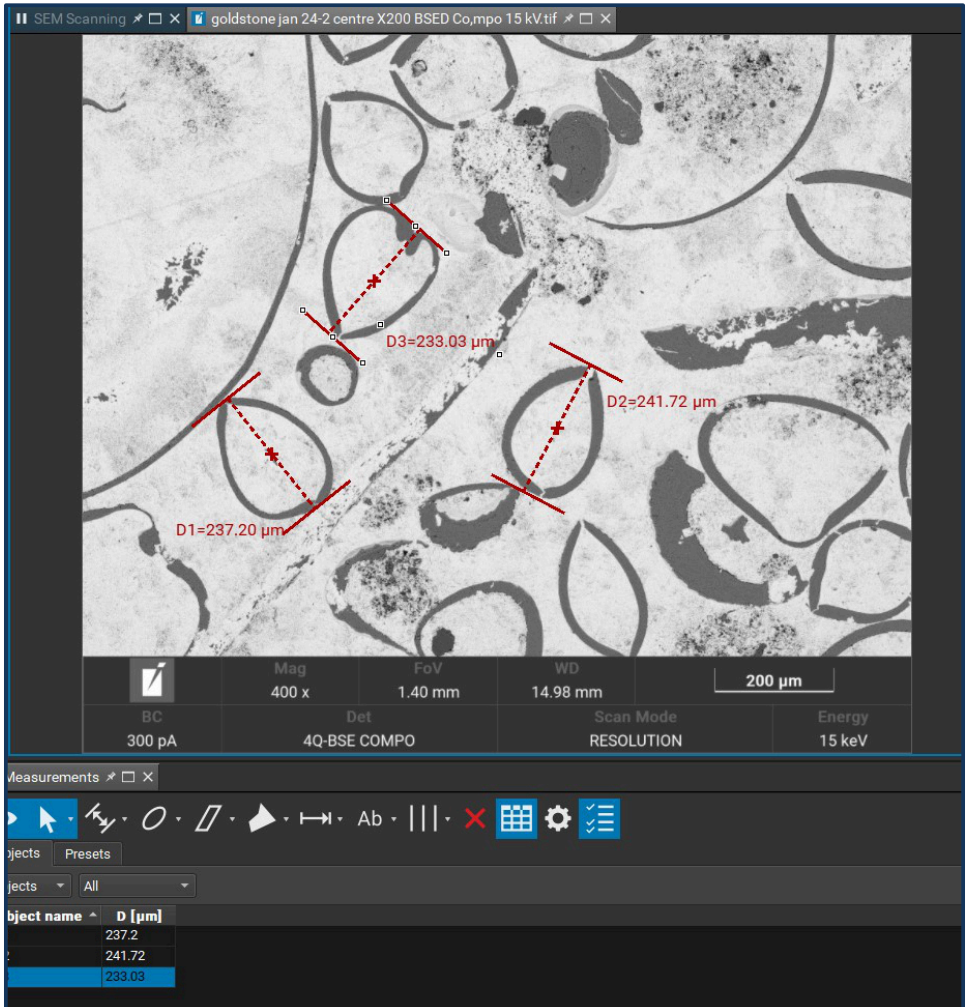 SEM Scanning
goldstone jan 24-2 centre X200 BSED Co,mpo 15 kV.tif
D3=233.03 µm
D2=241.72 µm
D1=237.20 µm
Mag FoV WD
400 x 1.40 mm 14.98 mm 200 µm
BC Det Scan Mode Energy
300 pA 4Q-BSE COMPO RESOLUTION 15 keV
Measurements
Ab
bjects Presets
jects All
bject name D [µm]
237.2
2 241.72
233.03